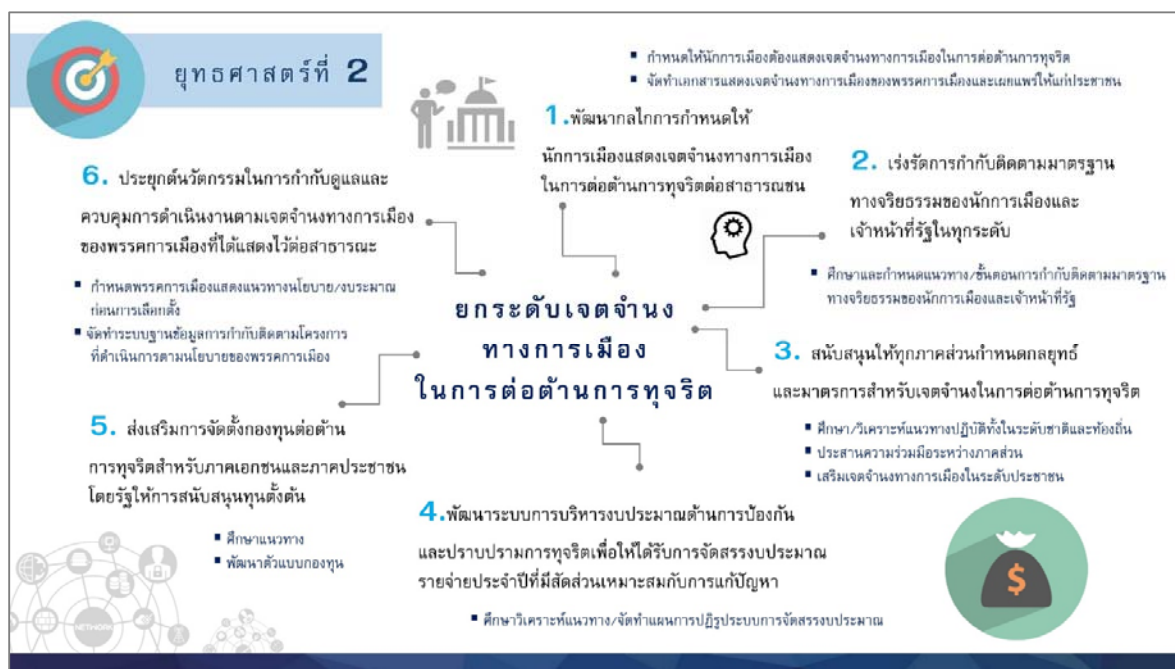 ยุทธศาสตร์ที่ 2
▪ กำหนดให้นักการเมืองต้องแสดงเจตจำนงทางการเมืองในการต่อต้านการทุจริต
▪ จัดทำเอกสารแสดงเจตจำนงทางการเมืองของพรรคการเมืองและเผยแพร่ให้แก่ประชาชน
1.พัฒนากลไกการกำหนดให้
นักการเมืองแสดงเจตจำนงทางการเมือง
ในการต่อต้านการทุจริตต่อสาธารณชน
2. เร่งรัดการกำกับติดตามมาตรฐาน
ทางจริยธรรมของนักการเมืองและ
เจ้าหน้าที่รัฐในทุกระดับ
▪ ศึกษาและกำหนดแนวทาง/ขั้นตอนการกำกับติดตามมาตรฐาน
ทางจริยธรรมของนักการเมืองและเจ้าหน้าที่รัฐ
ยกระดับเจตจำนง
ทางการเมือง
ในการต่อต้านการทุจริต
3. สนับสนุนให้ทุกภาคส่วนกำหนดกลยุทธ์
และมาตรการสำหรับเจตจำนงในการต่อต้านการทุจริต
▪ ศึกษา/วิเคราะห์แนวทางปฏิบัติทั้งในระดับชาติและท้องถิ่น
▪ ประสานความร่วมมือระหว่างภาคส่วน
▪ เสริมเจตจำนงทางการเมืองในระดับประชาชน
4.พัฒนาระบบการบริหารงบประมาณด้านการป้องกัน
และปราบปรามการทุจริตเพื่อให้ได้รับการจัดสรรงบประมาณ
รายจ่ายประจำปีที่มีสัดส่วนเหมาะสมกับการแก้ปัญหา
▪ ศึกษาวิเคราะห์แนวทาง/จัดทำแผนการปฏิรูประบบการจัดสรรงบประมาณ
5. ส่งเสริมการจัดตั้งกองทุนต่อต้าน
การทุจริตสำหรับภาคเอกชนและภาคประชาชน
โดยรัฐให้การสนับสนุนทุนตั้งต้น
▪ ศึกษาแนวทาง
▪ พัฒนาตัวแบบกองทุน
6. ประยุกต์นวัตกรรมในการกำกับดูแลและ
ควบคุมการดำเนินงานตามเจตจำนงทางการเมือง
ของพรรคการเมืองที่ได้แสดงไว้ต่อสาธารณะ
▪ กำหนดพรรคการเมืองแสดงแนวทางนโยบาย/งบประมาณ
ก่อนการเลือกตั้ง
▪ จัดทำระบบฐานข้อมูลการกำกับติดตามโครงการ
ที่ดำเนินการตามนโยบายของพรรคการเมือง
NETWORK
$